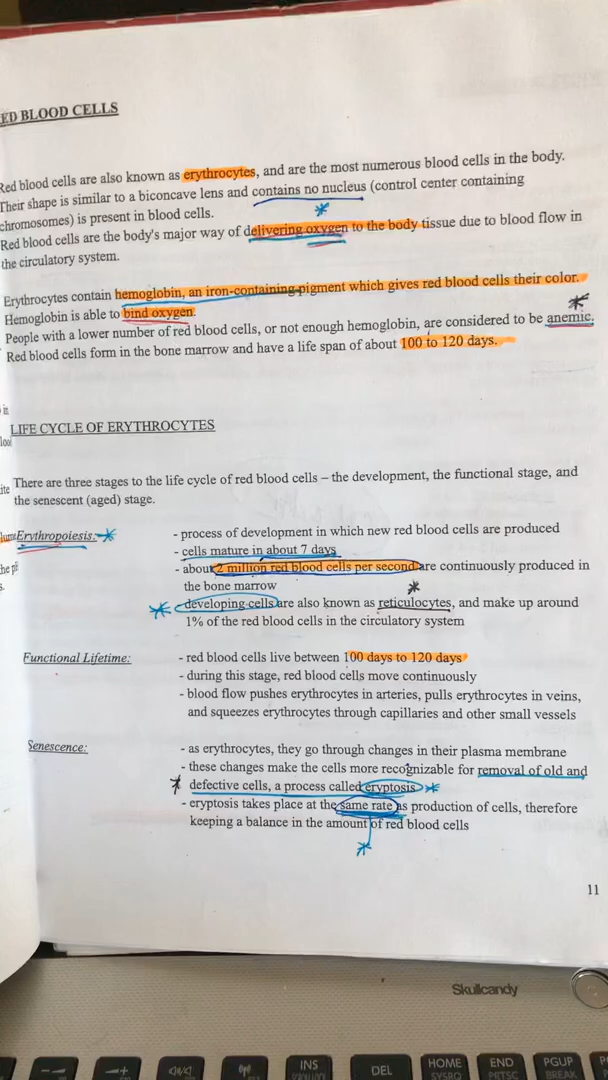 ED BLOOD CELLS
Red blood cells are also known as erythrocytes, and are the most numerous blood cells in the body.
Their shape is similar to a biconcave lens and contains no nucleus (control center containing
chromosomes) is present in blood cells.
Red blood cells are the body's major way of delivering oxygen to the body tissue due to blood flow in
the circulatory system.
Erythrocytes contain hemoglobin, an iron-containing pigment which gives red blood cells their color.
Hemoglobin is able to bind oxygen.
People with a lower number of red blood cells, or not enough hemoglobin, are considered to be anemic.
Red blood cells form in the bone marrow and have a life span of about 100 to 120 days.
LIFE CYCLE OF ERYTHROCYTES
There are three stages to the life cycle of red blood cells – the development, the functional stage, and
the senescent (aged) stage.
Erythropoiesis:
- process of development in which new red blood cells are produced
- cells mature in about 7 days
- about 2 million red blood cells per second are continuously produced in
the bone marrow
- developing cells are also known as reticulocytes, and make up around
1% of the red blood cells in the circulatory system
Functional Lifetime:
- red blood cells live between 100 days to 120 days
- during this stage, red blood cells move continuously
- blood flow pushes erythrocytes in arteries, pulls erythrocytes in veins,
and squeezes erythrocytes through capillaries and other small vessels
Senescence:
- as erythrocytes, they go through changes in their plasma membrane
- these changes make the cells more recognizable for removal of old and
defective cells, a process called eryptosis
- eryptosis takes place at the same rate as production of cells, therefore
keeping a balance in the amount of red blood cells
11
Skullcandy
INS
DEL
HOME
SYSRQ
END
PRTSC
PGUP
BREAK